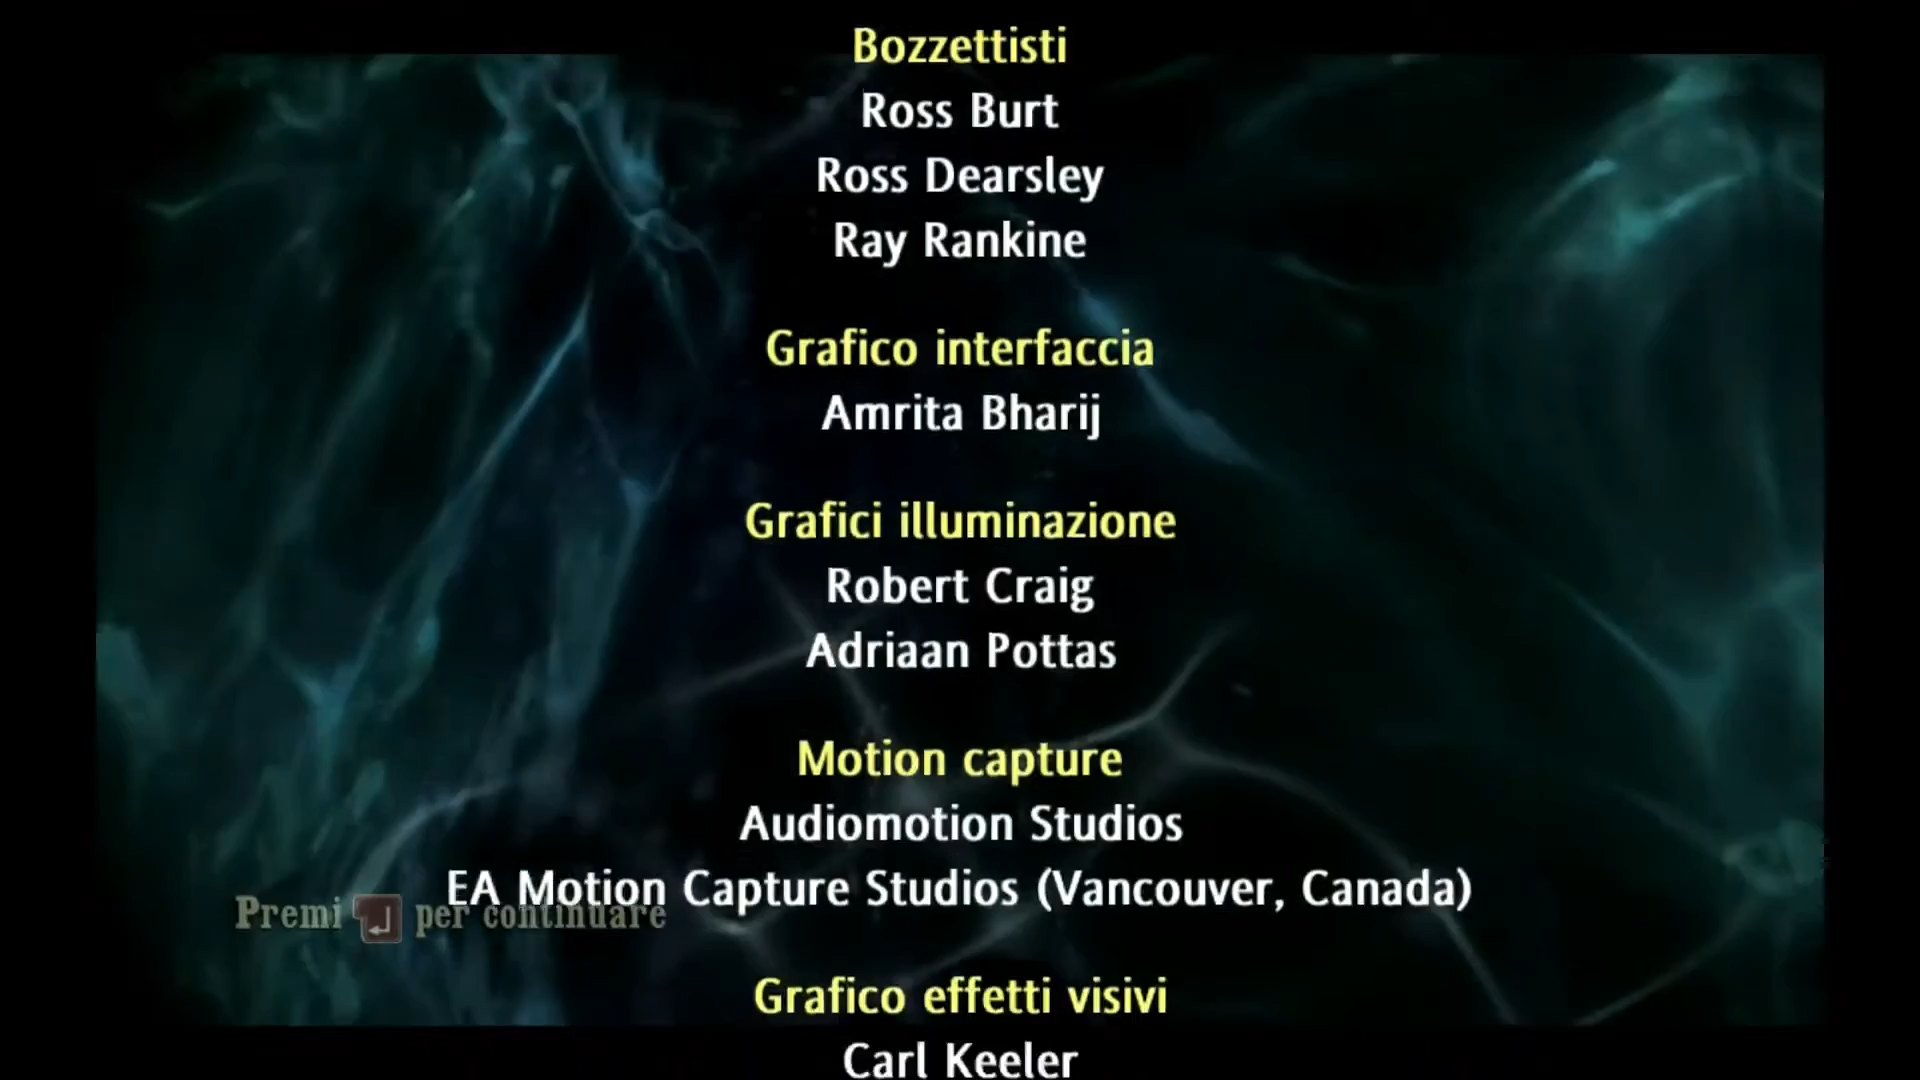 Bozzettisti
Ross Burt
Ross Dearsley
Ray Rankine
Grafico interfaccia
Amrita Bharij
Grafici illuminazione
Robert Craig
Adriaan Pottas
Motion capture
Audiomotion Studios
EA Motion Capture Studios (Vancouver, Canada)
Premi per continuare
Grafico effetti visivi
Carl Keeler